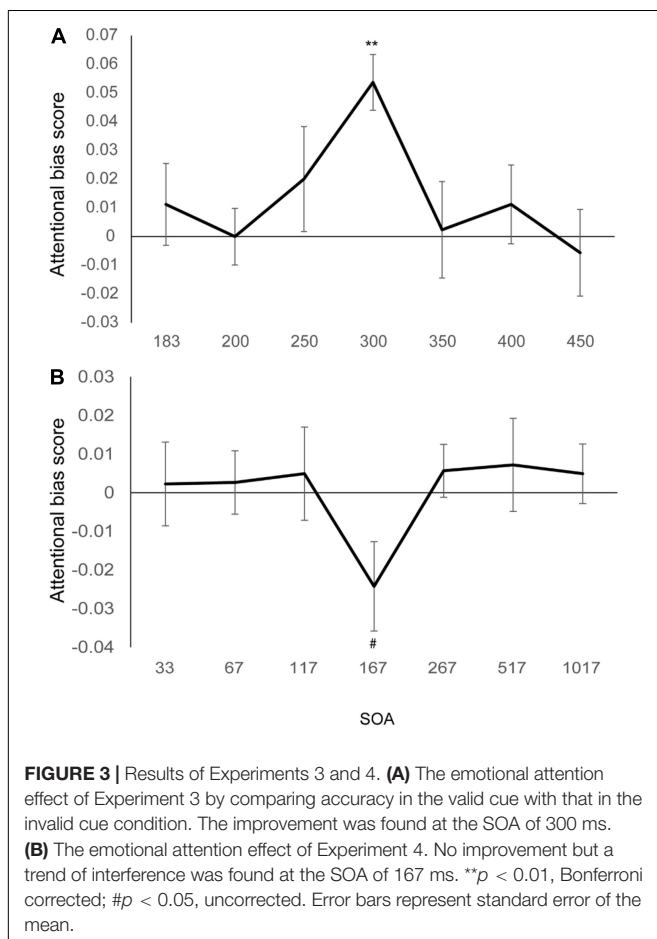 A
0.07
**
0.06
0.05
0.04
0.03
0.02
0.01
0
-0.01
-0.02
-0.03
Attentional bias score
183 200 250 300 350 400 450
B
0.03
0.02
0.01
0
-0.01
-0.02
-0.03
-0.04
Attentional bias score
#
33 67 117 167 267 517 1017
SOA
FIGURE 3 | Results of Experiments 3 and 4. (A) The emotional attention
effect of Experiment 3 by comparing accuracy in the valid cue with that in the
invalid cue condition. The improvement was found at the SOA of 300 ms.
(B) The emotional attention effect of Experiment 4. No improvement but a
trend of interference was found at the SOA of 167 ms. **p < 0.01, Bonferroni
corrected; #p < 0.05, uncorrected. Error bars represent standard error of the
mean.